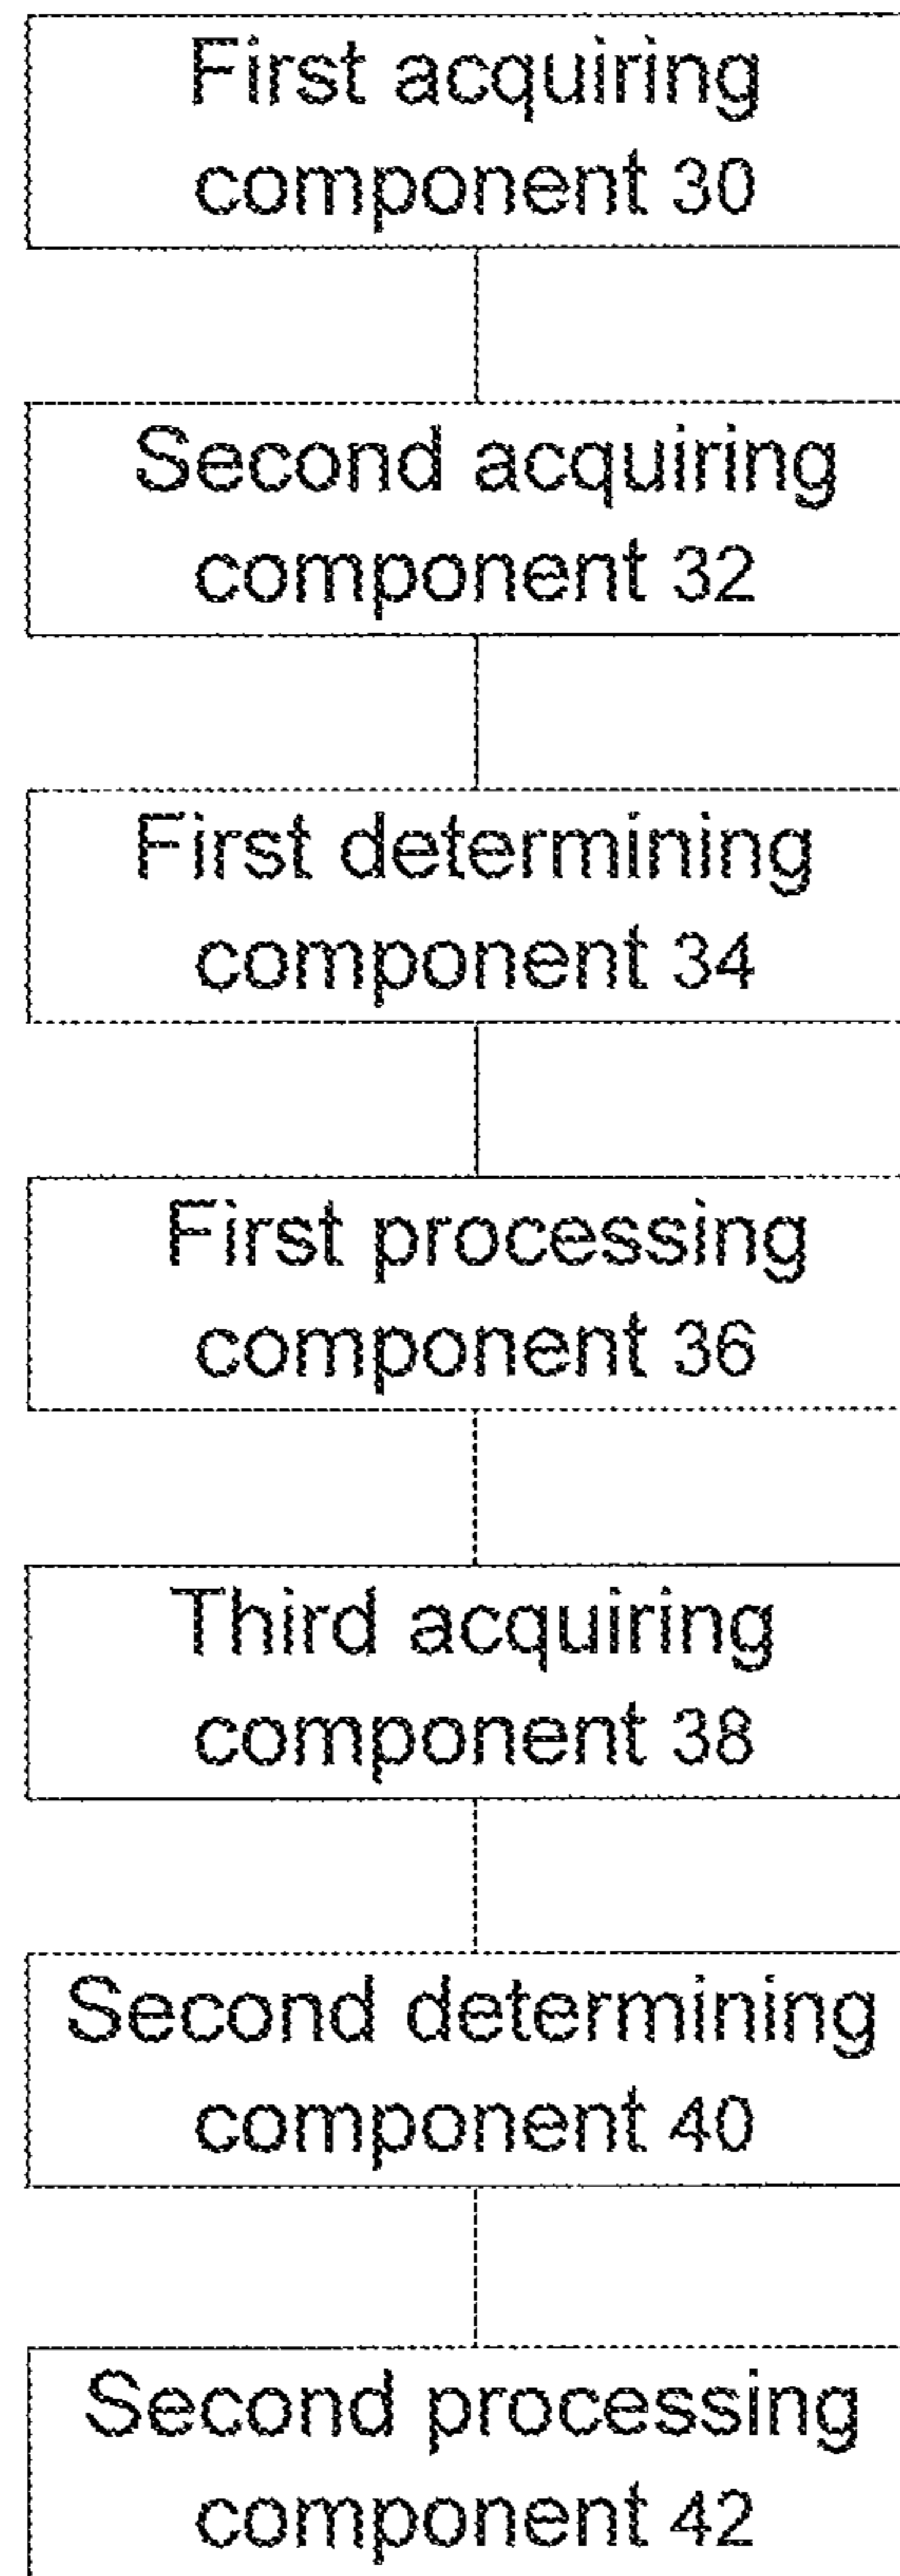 First acquiring
component 30
Second acquiring
component 32
First determining
component 34
First processing
component 36
Third acquiring
component 38
Second determining
component 40
Second processing
component 42